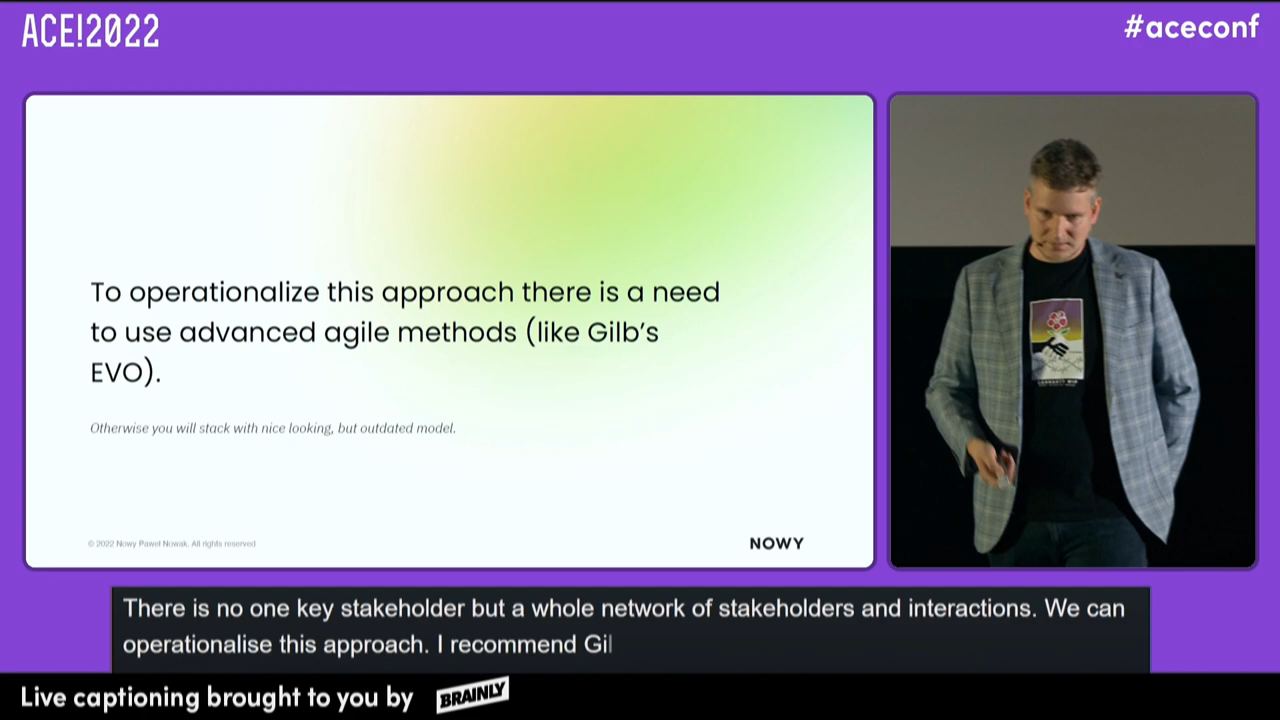 ACE!2022
#aceconf
To operationalize this approach there is a need
to use advanced agile methods (like Gilb's
EVO).
Otherwise you will stack with nice looking, but outdated model.
© 2022 Nowy Paweł Nowak. All rights reserved
NOWY
There is no one key stakeholder but a whole network of stakeholders and interactions. We can
operationalise this approach. I recommend Gil
Live captioning brought to you by
BRAINLY